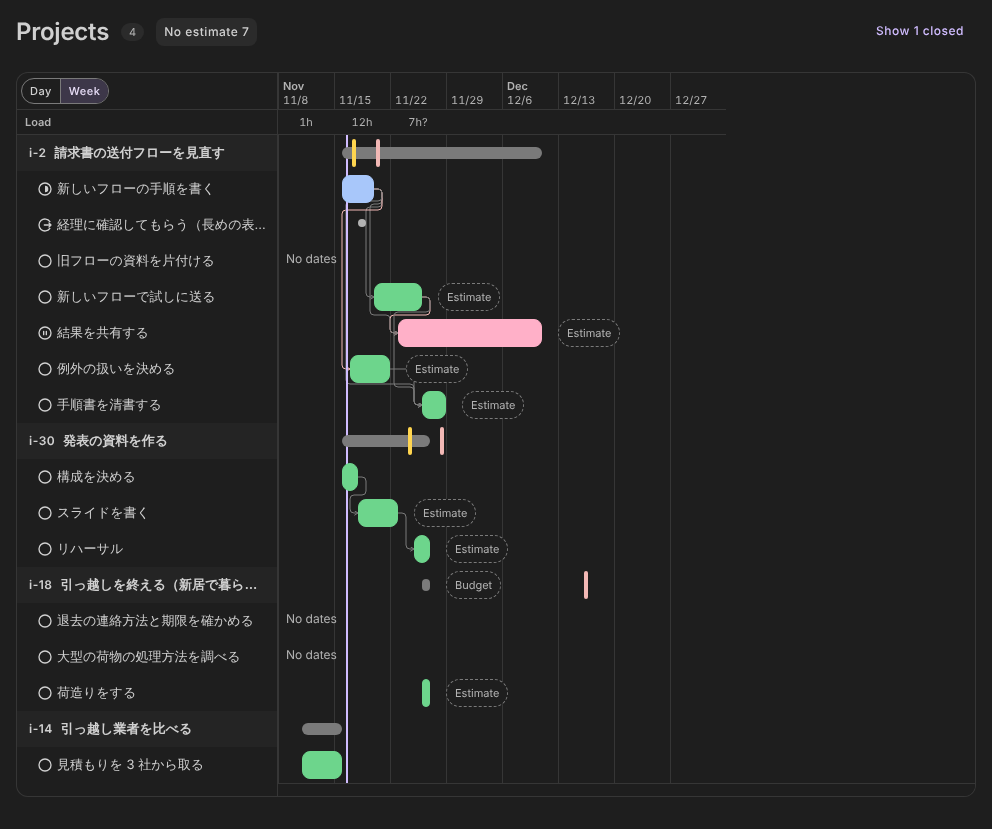 Projects 4 No estimate 7 Show 1 closed
Day Week
Nov Dec
11/8 11/15 11/22 11/29 12/6 12/13 12/20 12/27
Load 1h 12h 7h?
i-2 請求書の送付フローを見直す
新しいフローの手順を書く
経理に確認してもらう（長めの表...
旧フローの資料を片付ける No dates
新しいフローで試しに送る Estimate
結果を共有する Estimate
例外の扱いを決める Estimate
手順書を清書する Estimate
i-30 発表の資料を作る
構成を決める
スライドを書く Estimate
リハーサル Estimate
i-18 引っ越しを終える（新居で暮ら... Budget
退去の連絡方法と期限を確かめる No dates
大型の荷物の処理方法を調べる No dates
荷造りをする Estimate
i-14 引っ越し業者を比べる
見積もりを 3 社から取る